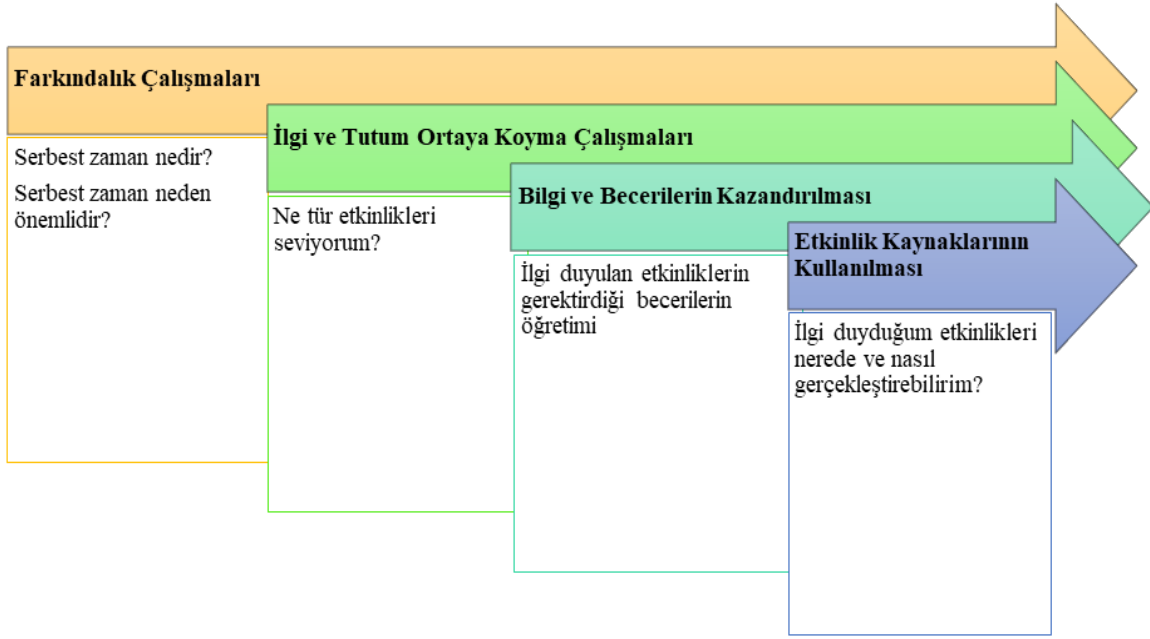 Farkındalık Çalışmaları
Serbest zaman nedir?
Serbest zaman neden
önemlidir?
İlgi ve Tutum Ortaya Koyma Çalışmaları
Ne tür etkinlikleri
seviyorum?
Bilgi ve Becerilerin Kazandırılması
İlgi duyulan etkinliklerin
gerektirdiği becerilerin
öğretimi
Etkinlik Kaynaklarının
Kullanılması
İlgi duyduğum etkinlikleri
nerede ve nasıl
gerçekleştirebilirim?